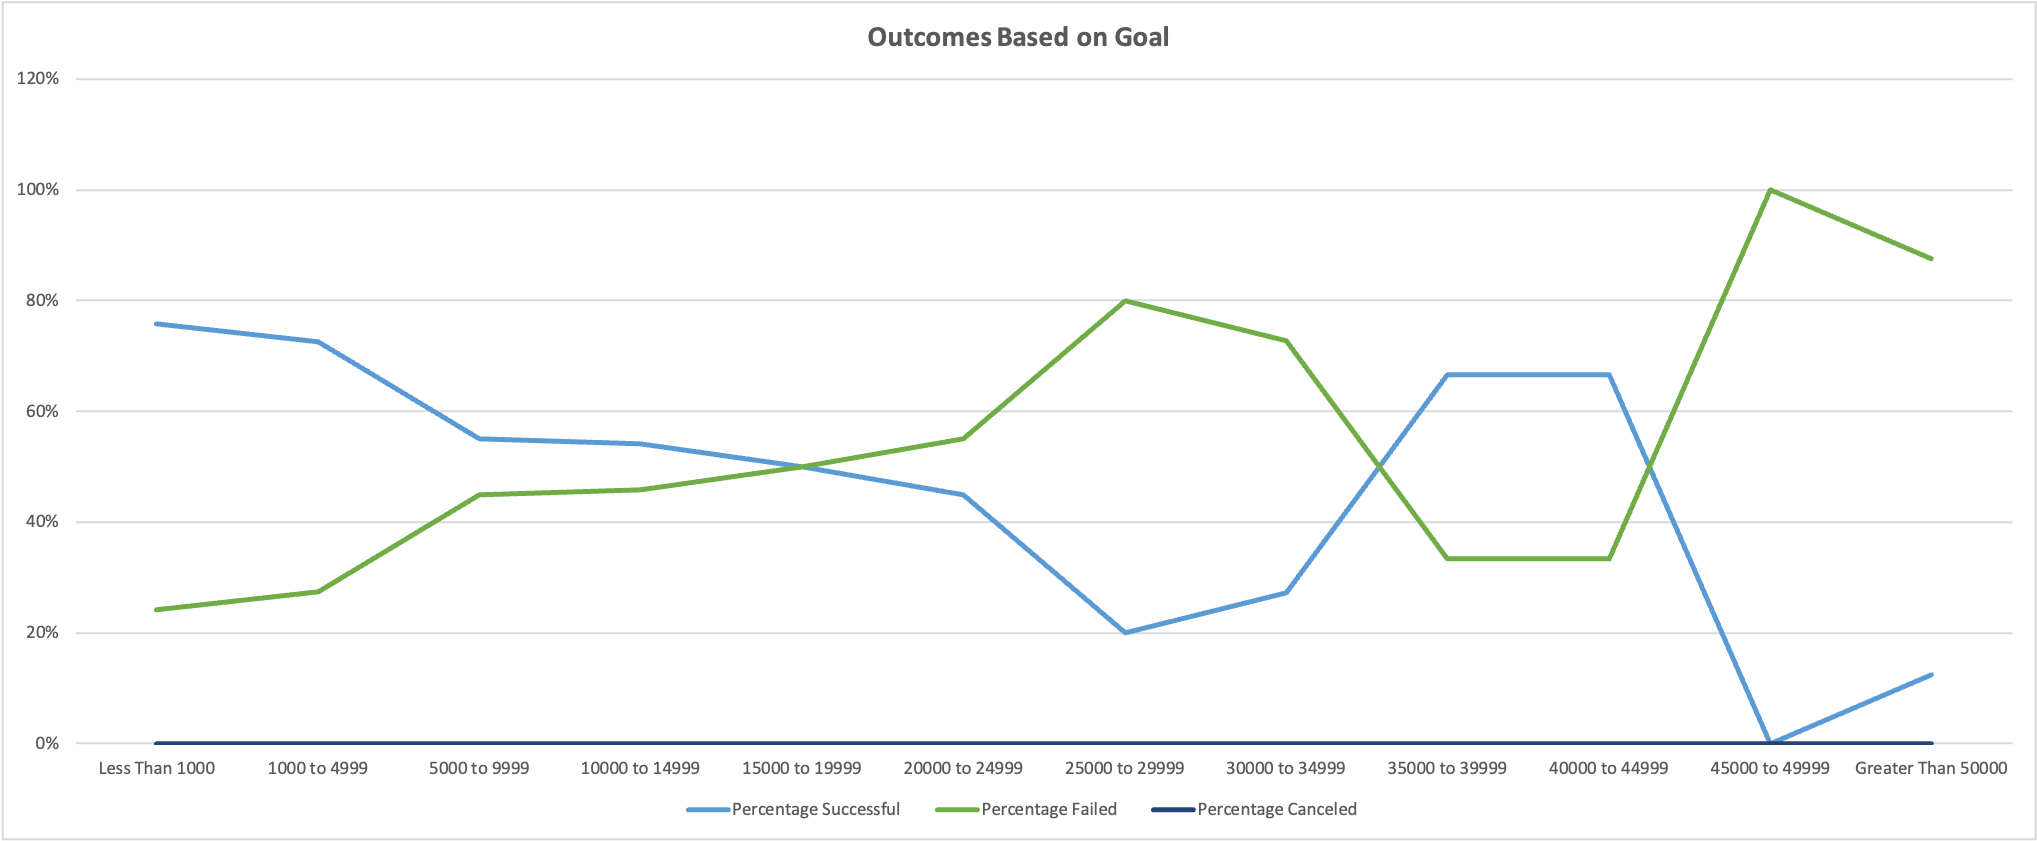 Outcomes Based on Goal
120%
100%
80%
60%
40%
20%
0%
Less Than 1000 1000 to 4999 5000 to 9999 10000 to 14999 15000 to 19999 20000 to 24999 25000 to 29999 30000 to 34999 35000 to 39999 40000 to 44999 45000 to 49999 Greater Than 50000
Percentage Successful Percentage Failed Percentage Canceled